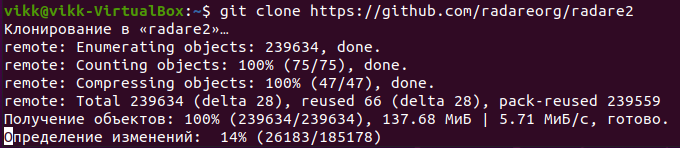 vikk@vikk-VirtualBox:~$ git clone https://github.com/radareorg/radare2
Клонирование в «radare2»…
remote: Enumerating objects: 239634, done.
remote: Counting objects: 100% (75/75), done.
remote: Compressing objects: 100% (47/47), done.
remote: Total 239634 (delta 28), reused 66 (delta 28), pack-reused 239559
Получение объектов: 100% (239634/239634), 137.68 МиБ | 5.71 МиБ/с, готово.
Определение изменений:  14% (26183/185178)